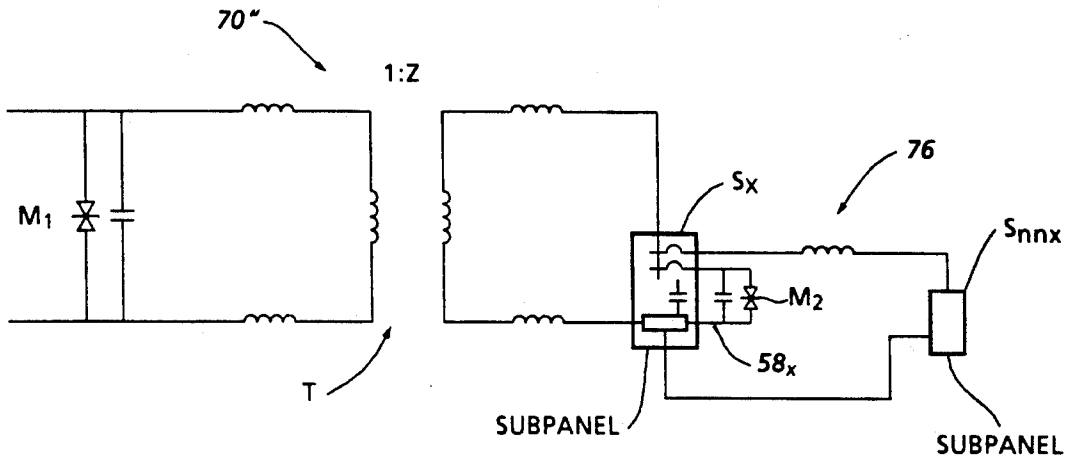 70"
1:Z
76
Sx
Snnx
M1
M2
58x
T
SUBPANEL
SUBPANEL